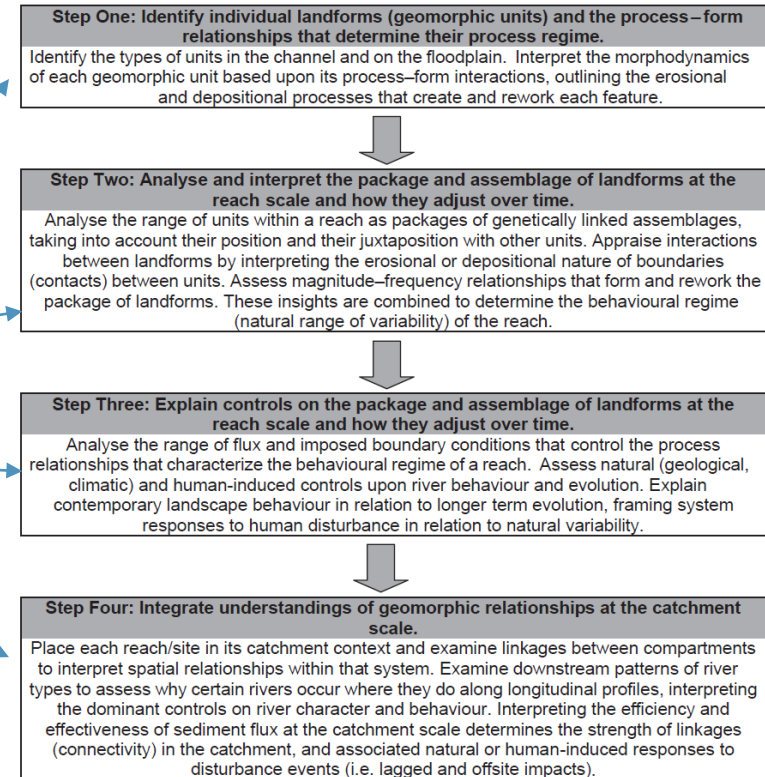 Step One: Identify individual landforms (geomorphic units) and the process–form
relationships that determine their process regime.
Identify the types of units in the channel and on the floodplain. Interpret the morphodynamics
of each geomorphic unit based upon its process–form interactions, outlining the erosional
and depositional processes that create and rework each feature.
Step Two: Analyse and interpret the package and assemblage of landforms at the
reach scale and how they adjust over time.
Analyse the range of units within a reach as packages of genetically linked assemblages,
taking into account their position and their juxtaposition with other units. Appraise interactions
between landforms by interpreting the erosional or depositional nature of boundaries
(contacts) between units. Assess magnitude–frequency relationships that form and rework the
package of landforms. These insights are combined to determine the behavioural regime
(natural range of variability) of the reach.
Step Three: Explain controls on the package and assemblage of landforms at the
reach scale and how they adjust over time.
Analyse the range of flux and imposed boundary conditions that control the process
relationships that characterize the behavioural regime of a reach. Assess natural (geological,
climatic) and human-induced controls upon river behaviour and evolution. Explain
contemporary landscape behaviour in relation to longer term evolution, framing system
responses to human disturbance in relation to natural variability.
Step Four: Integrate understandings of geomorphic relationships at the catchment
scale.
Place each reach/site in its catchment context and examine linkages between compartments
to interpret spatial relationships within that system. Examine downstream patterns of river
types to assess why certain rivers occur where they do along longitudinal profiles, interpreting
the dominant controls on river character and behaviour. Interpreting the efficiency and
effectiveness of sediment flux at the catchment scale determines the strength of linkages
(connectivity) in the catchment, and associated natural or human-induced responses to
disturbance events (i.e. lagged and offsite impacts).